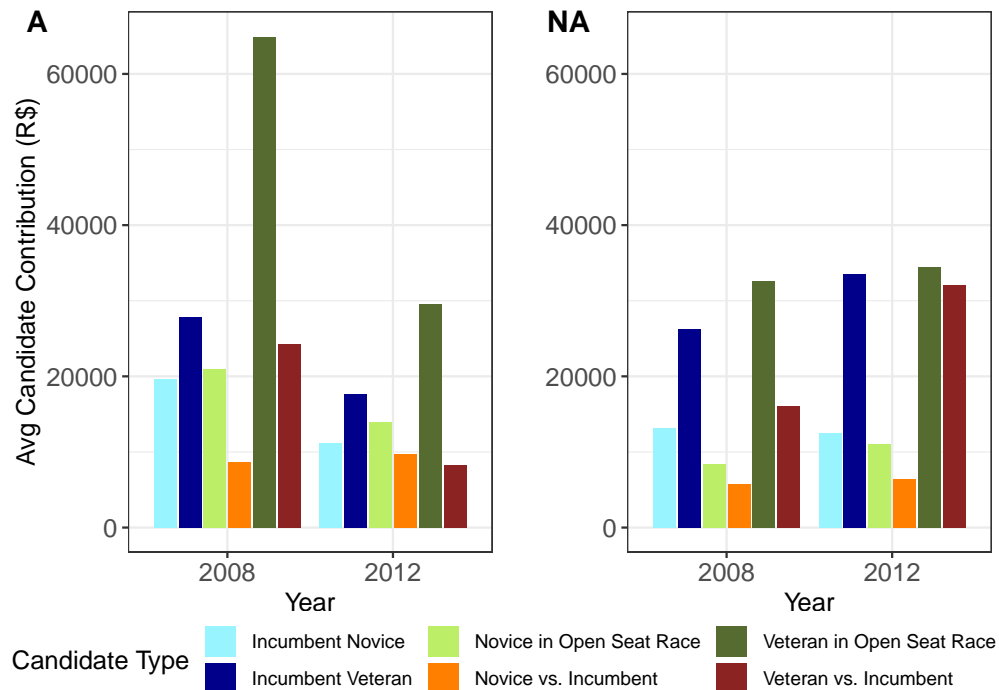 A
NA
Avg Candidate Contribution (R$)
60000
40000
20000
0
2008
2012
Year
60000
40000
20000
0
2008
2012
Year
Candidate Type
Incumbent Novice
Novice in Open Seat Race
Veteran in Open Seat Race
Incumbent Veteran
Novice vs. Incumbent
Veteran vs. Incumbent